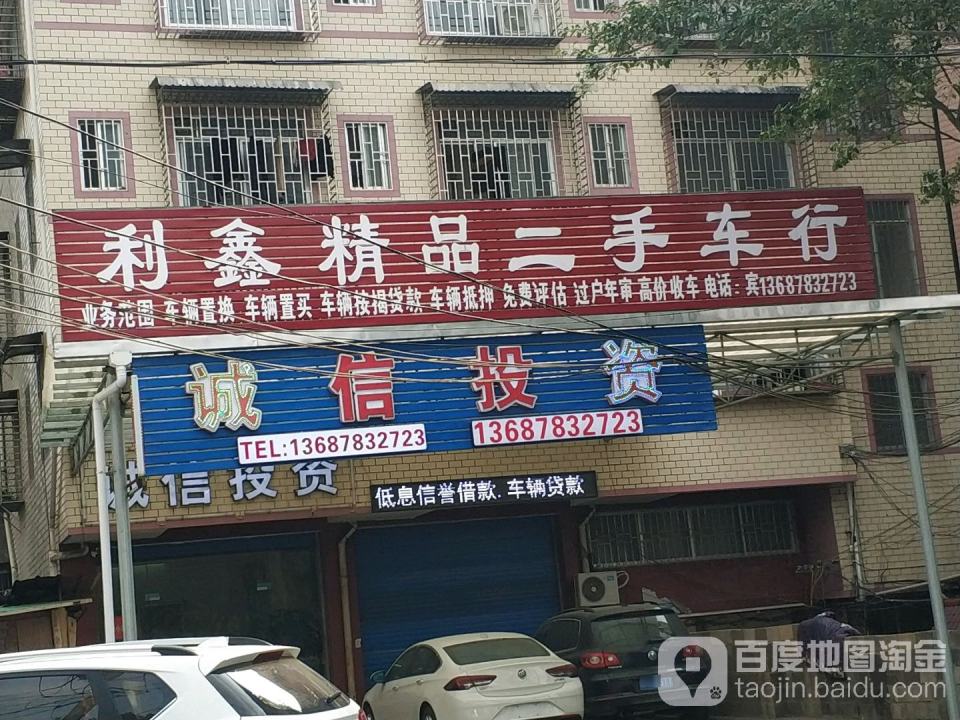 利鑫精品二手车行
业务范围 车辆置换 车辆置买 车辆按揭贷款 车辆抵押 免费评估 过户年审 高价收车 电话:宾13687832723
诚信投资
TEL:13687832723 13687832723
诚信投资
低息信誉借款.车辆贷款
百度地图淘金
taojin.baidu.com